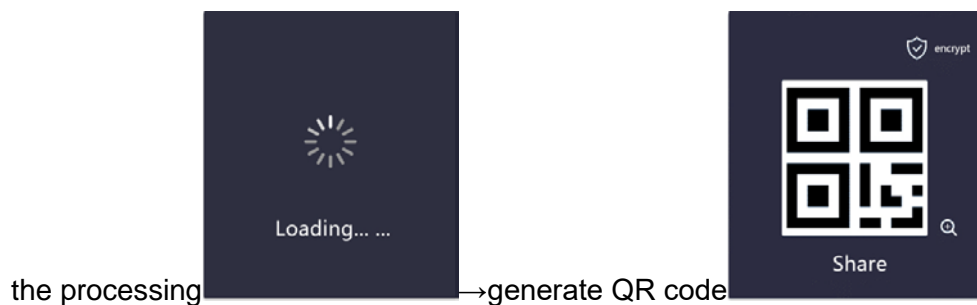 encrypt
Loading... ...
Share
the processing →generate QR code